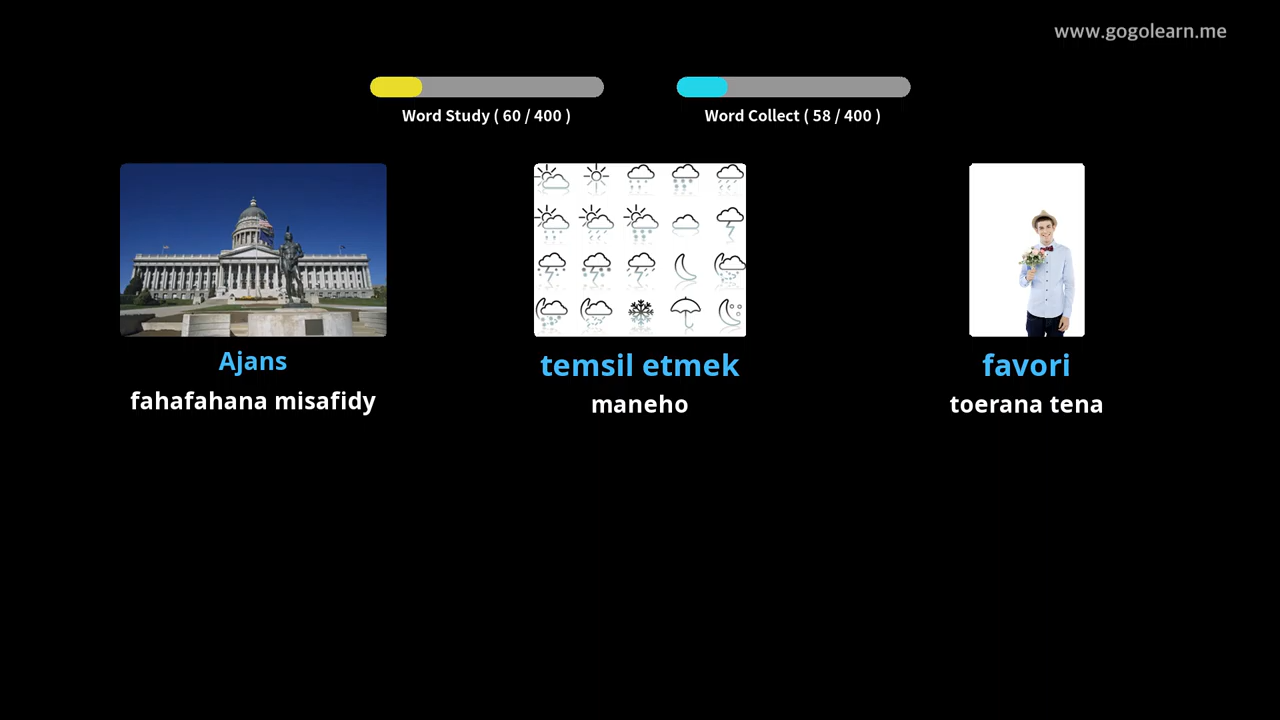 www.gogolearn.me
Word Study ( 60 / 400 )
Word Collect ( 58 / 400 )
Ajans
fahafahana misafidy
temsil etmek
maneho
favori
toerana tena